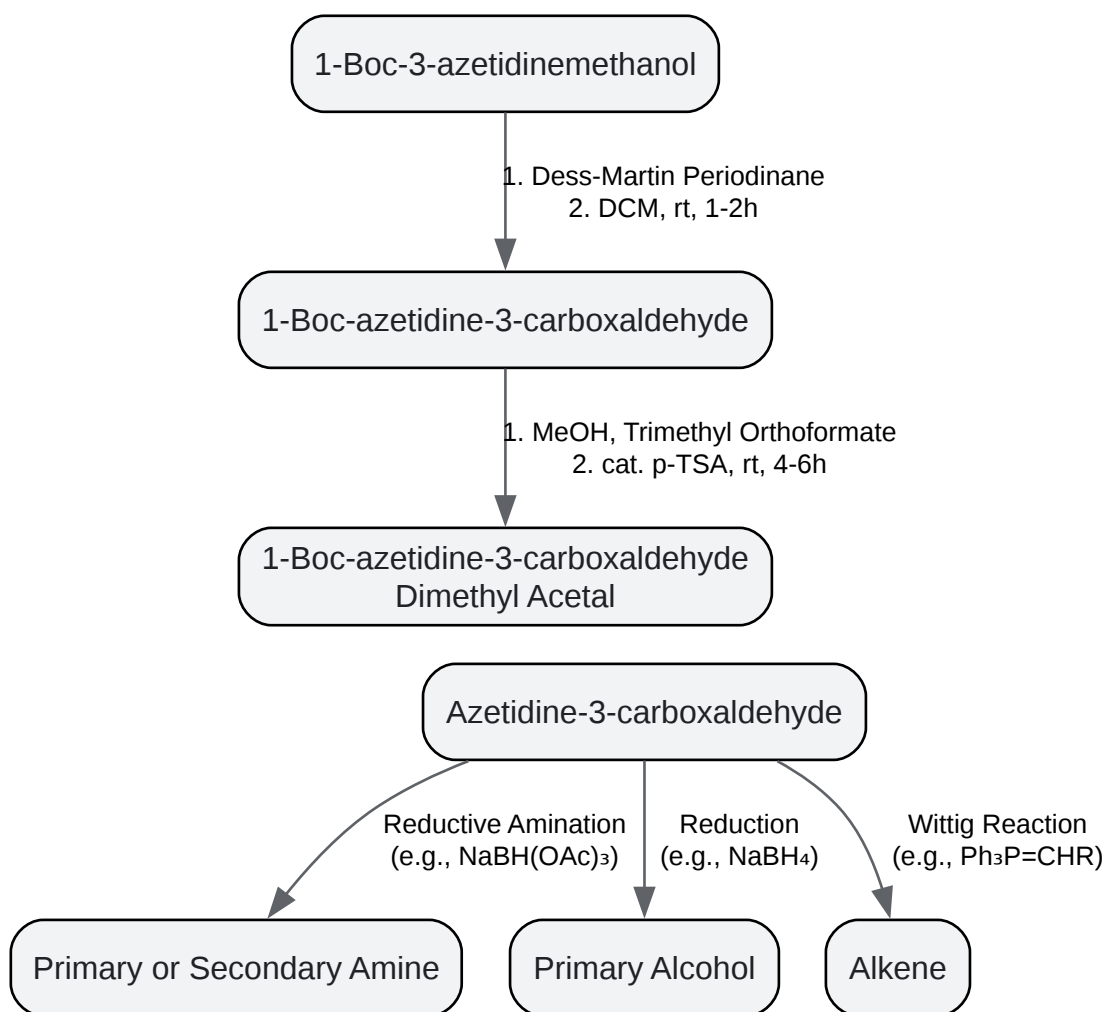 1-Boc-3-azetidinemethanol
1. Dess-Martin Periodinane
2. DCM, rt, 1-2h
1-Boc-azetidine-3-carboxaldehyde
1. MeOH, Trimethyl Orthoformate
2. cat. p-TSA, rt, 4-6h
1-Boc-azetidine-3-carboxaldehyde
Dimethyl Acetal
Azetidine-3-carboxaldehyde
Reductive Amination
(e.g., NaBH(OAc)₃)
Reduction
(e.g., NaBH₄)
Wittig Reaction
(e.g., Ph₃P=CHR)
Primary or Secondary Amine
Primary Alcohol
Alkene